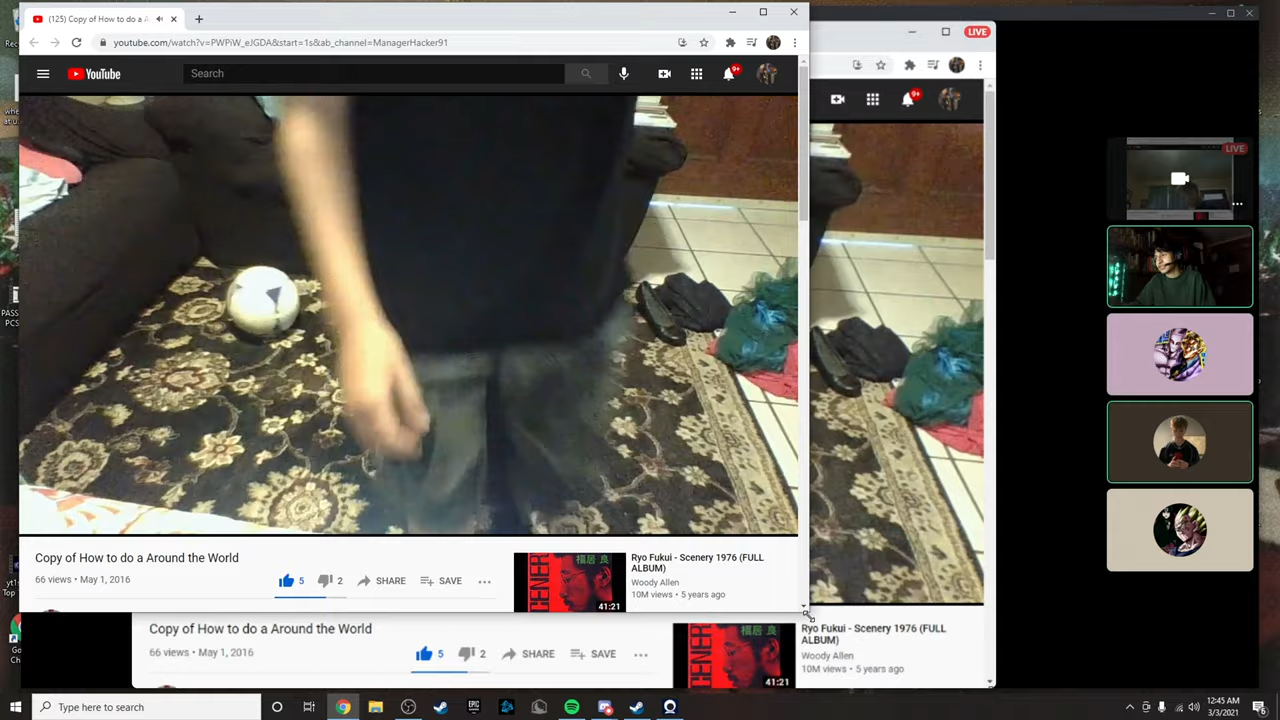 (125) Copy of How to do a A
youtube.com/watch?v=PWPiW_eJGDA&start=1s&ab_channel=ManagerHacker91
LIVE
YouTube
Search
9+
9+
LIVE
Copy of How to do a Around the World
66 views • May 1, 2016
5
2
SHARE
SAVE
41:21
Ryo Fukui - Scenery 1976 (FULL
ALBUM)
Woody Allen
10M views • 5 years ago
Copy of How to do a Around the World
66 views • May 1, 2016
5
2
SHARE
SAVE
41:21
Ryo Fukui - Scenery 1976 (FULL
ALBUM)
Woody Allen
10M views • 5 years ago
Type here to search
EPIC
12:45 AM
3/3/2021